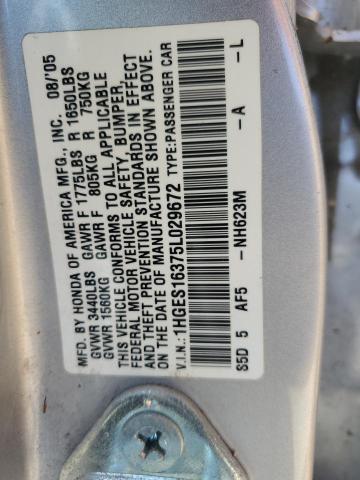 MFD. BY HONDA OF AMERICA MFG., INC. 08/'05
GVWR 3440LBS GAWR F 1775LBS R 1650LBS
GVWR 1560KG GAWR F 805KG R 750KG
THIS VEHICLE CONFORMS TO ALL APPLICABLE
FEDERAL MOTOR VEHICLE SAFETY, BUMPER,
AND THEFT PREVENTION STANDARDS IN EFFECT
ON THE DATE OF MANUFACTURE SHOWN ABOVE.
V.I.N.: 1HGES16375L029672 TYPE:PASSENGER CAR
S5D 5 AF5 -NH623M -A -L